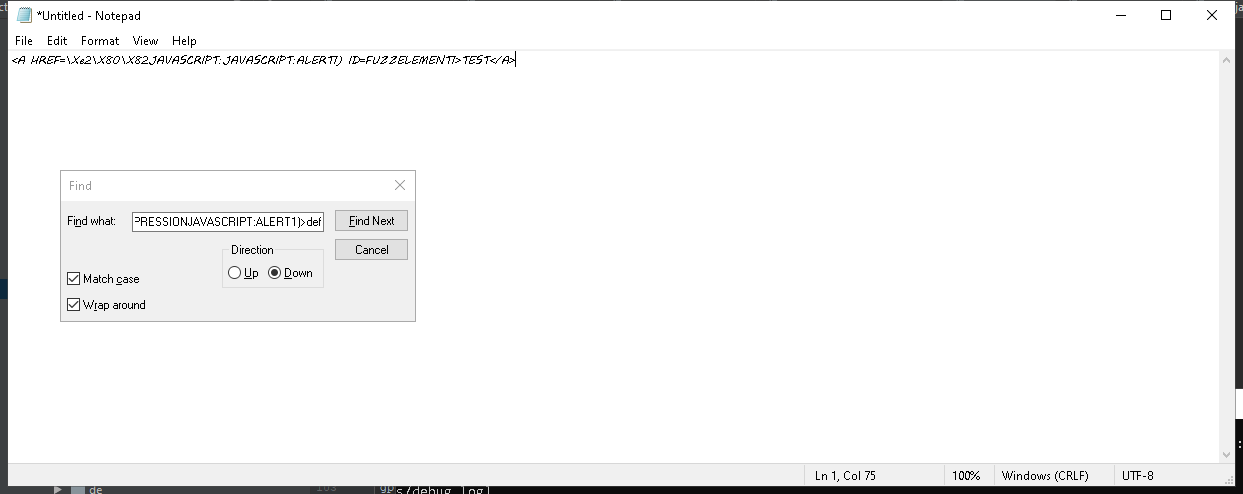 *Untitled - Notepad
File Edit Format View Help
<A HREF=\Xe2\X80\X82JAVASCRIPT:JAVASCRIPT:ALERT1) ID=FUZZELEMENT1>TEST</A>
Find
Find what: PRESSIONJAVASCRIPT:ALERT1)>def Find Next
Direction Cancel
Up Down
Match case
Wrap around
Ln 1, Col 75 100% Windows (CRLF) UTF-8
de